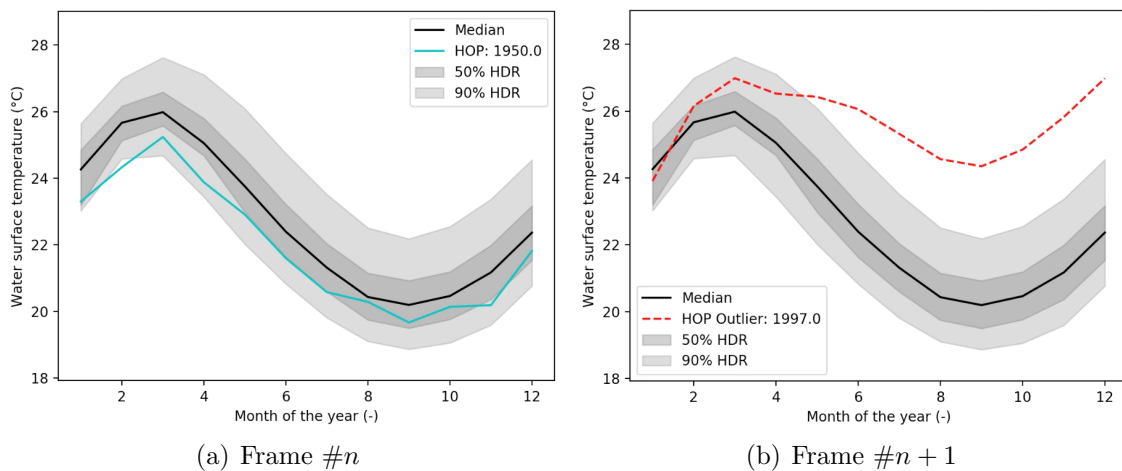 28
26
24
22
20
18
Water surface temperature (°C)
2
4
6
8
10
12
Month of the year (-)
Median
HOP: 1950.0
50% HDR
90% HDR
(a) Frame #n
28
26
24
22
20
18
Water surface temperature (°C)
2
4
6
8
10
12
Month of the year (-)
Median
HOP Outlier: 1997.0
50% HDR
90% HDR
(b) Frame #n + 1